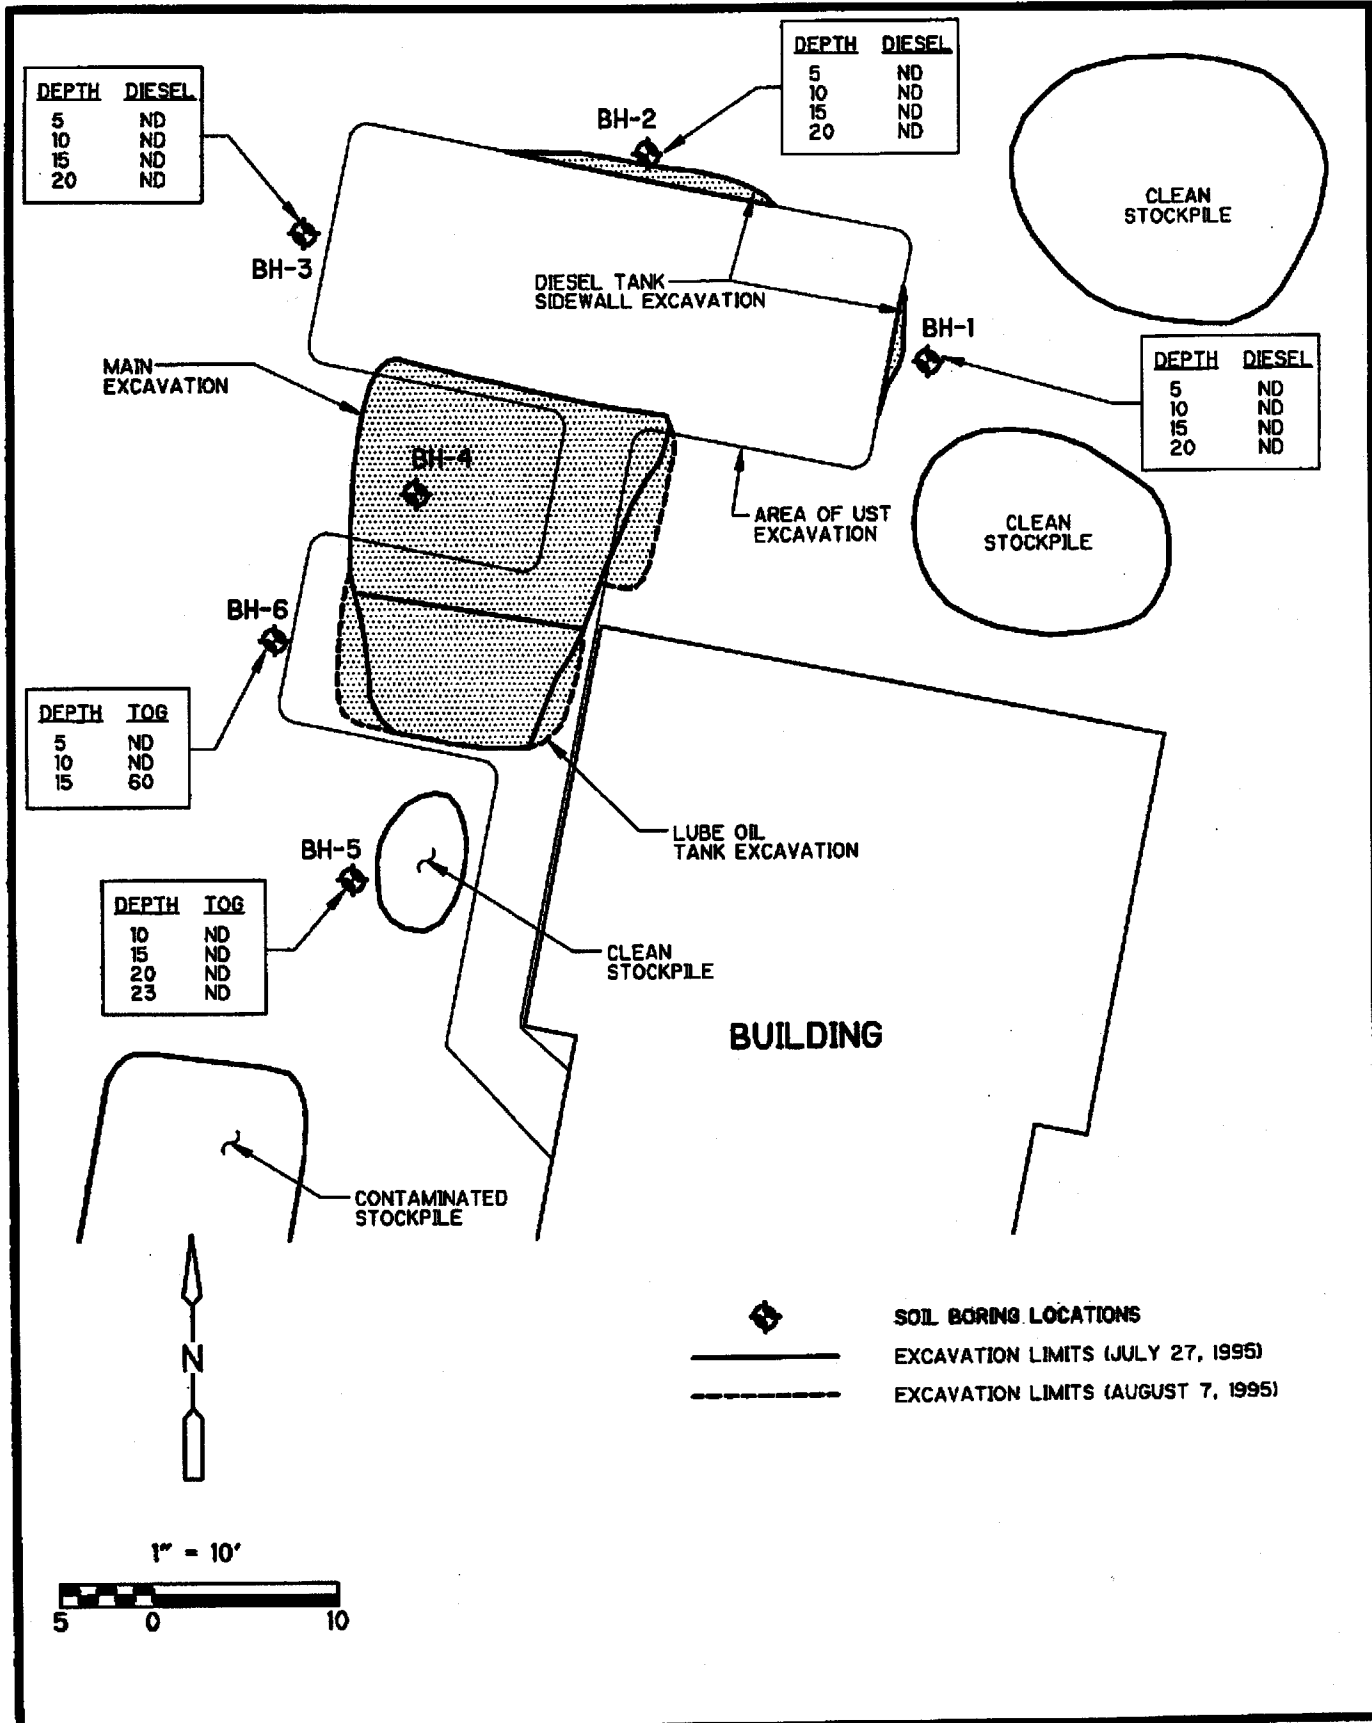 DEPTH DIESEL
5 ND
10 ND
15 ND
20 ND
BH-2
DEPTH DIESEL
5 ND
10 ND
15 ND
20 ND
CLEAN
STOCKPILE
BH-3
DIESEL TANK
SIDEWALL EXCAVATION
BH-1
DEPTH DIESEL
5 ND
10 ND
15 ND
20 ND
MAIN
EXCAVATION
BH-4
AREA OF UST
EXCAVATION
CLEAN
STOCKPILE
BH-6
DEPTH TOG
5 ND
10 ND
15 60
LUBE OIL
TANK EXCAVATION
BH-5
DEPTH TOG
10 ND
15 ND
20 ND
23 ND
CLEAN
STOCKPILE
BUILDING
CONTAMINATED
STOCKPILE
N
SOIL BORING LOCATIONS
EXCAVATION LIMITS (JULY 27, 1995)
EXCAVATION LIMITS (AUGUST 7, 1995)
1" = 10'
5 0 10